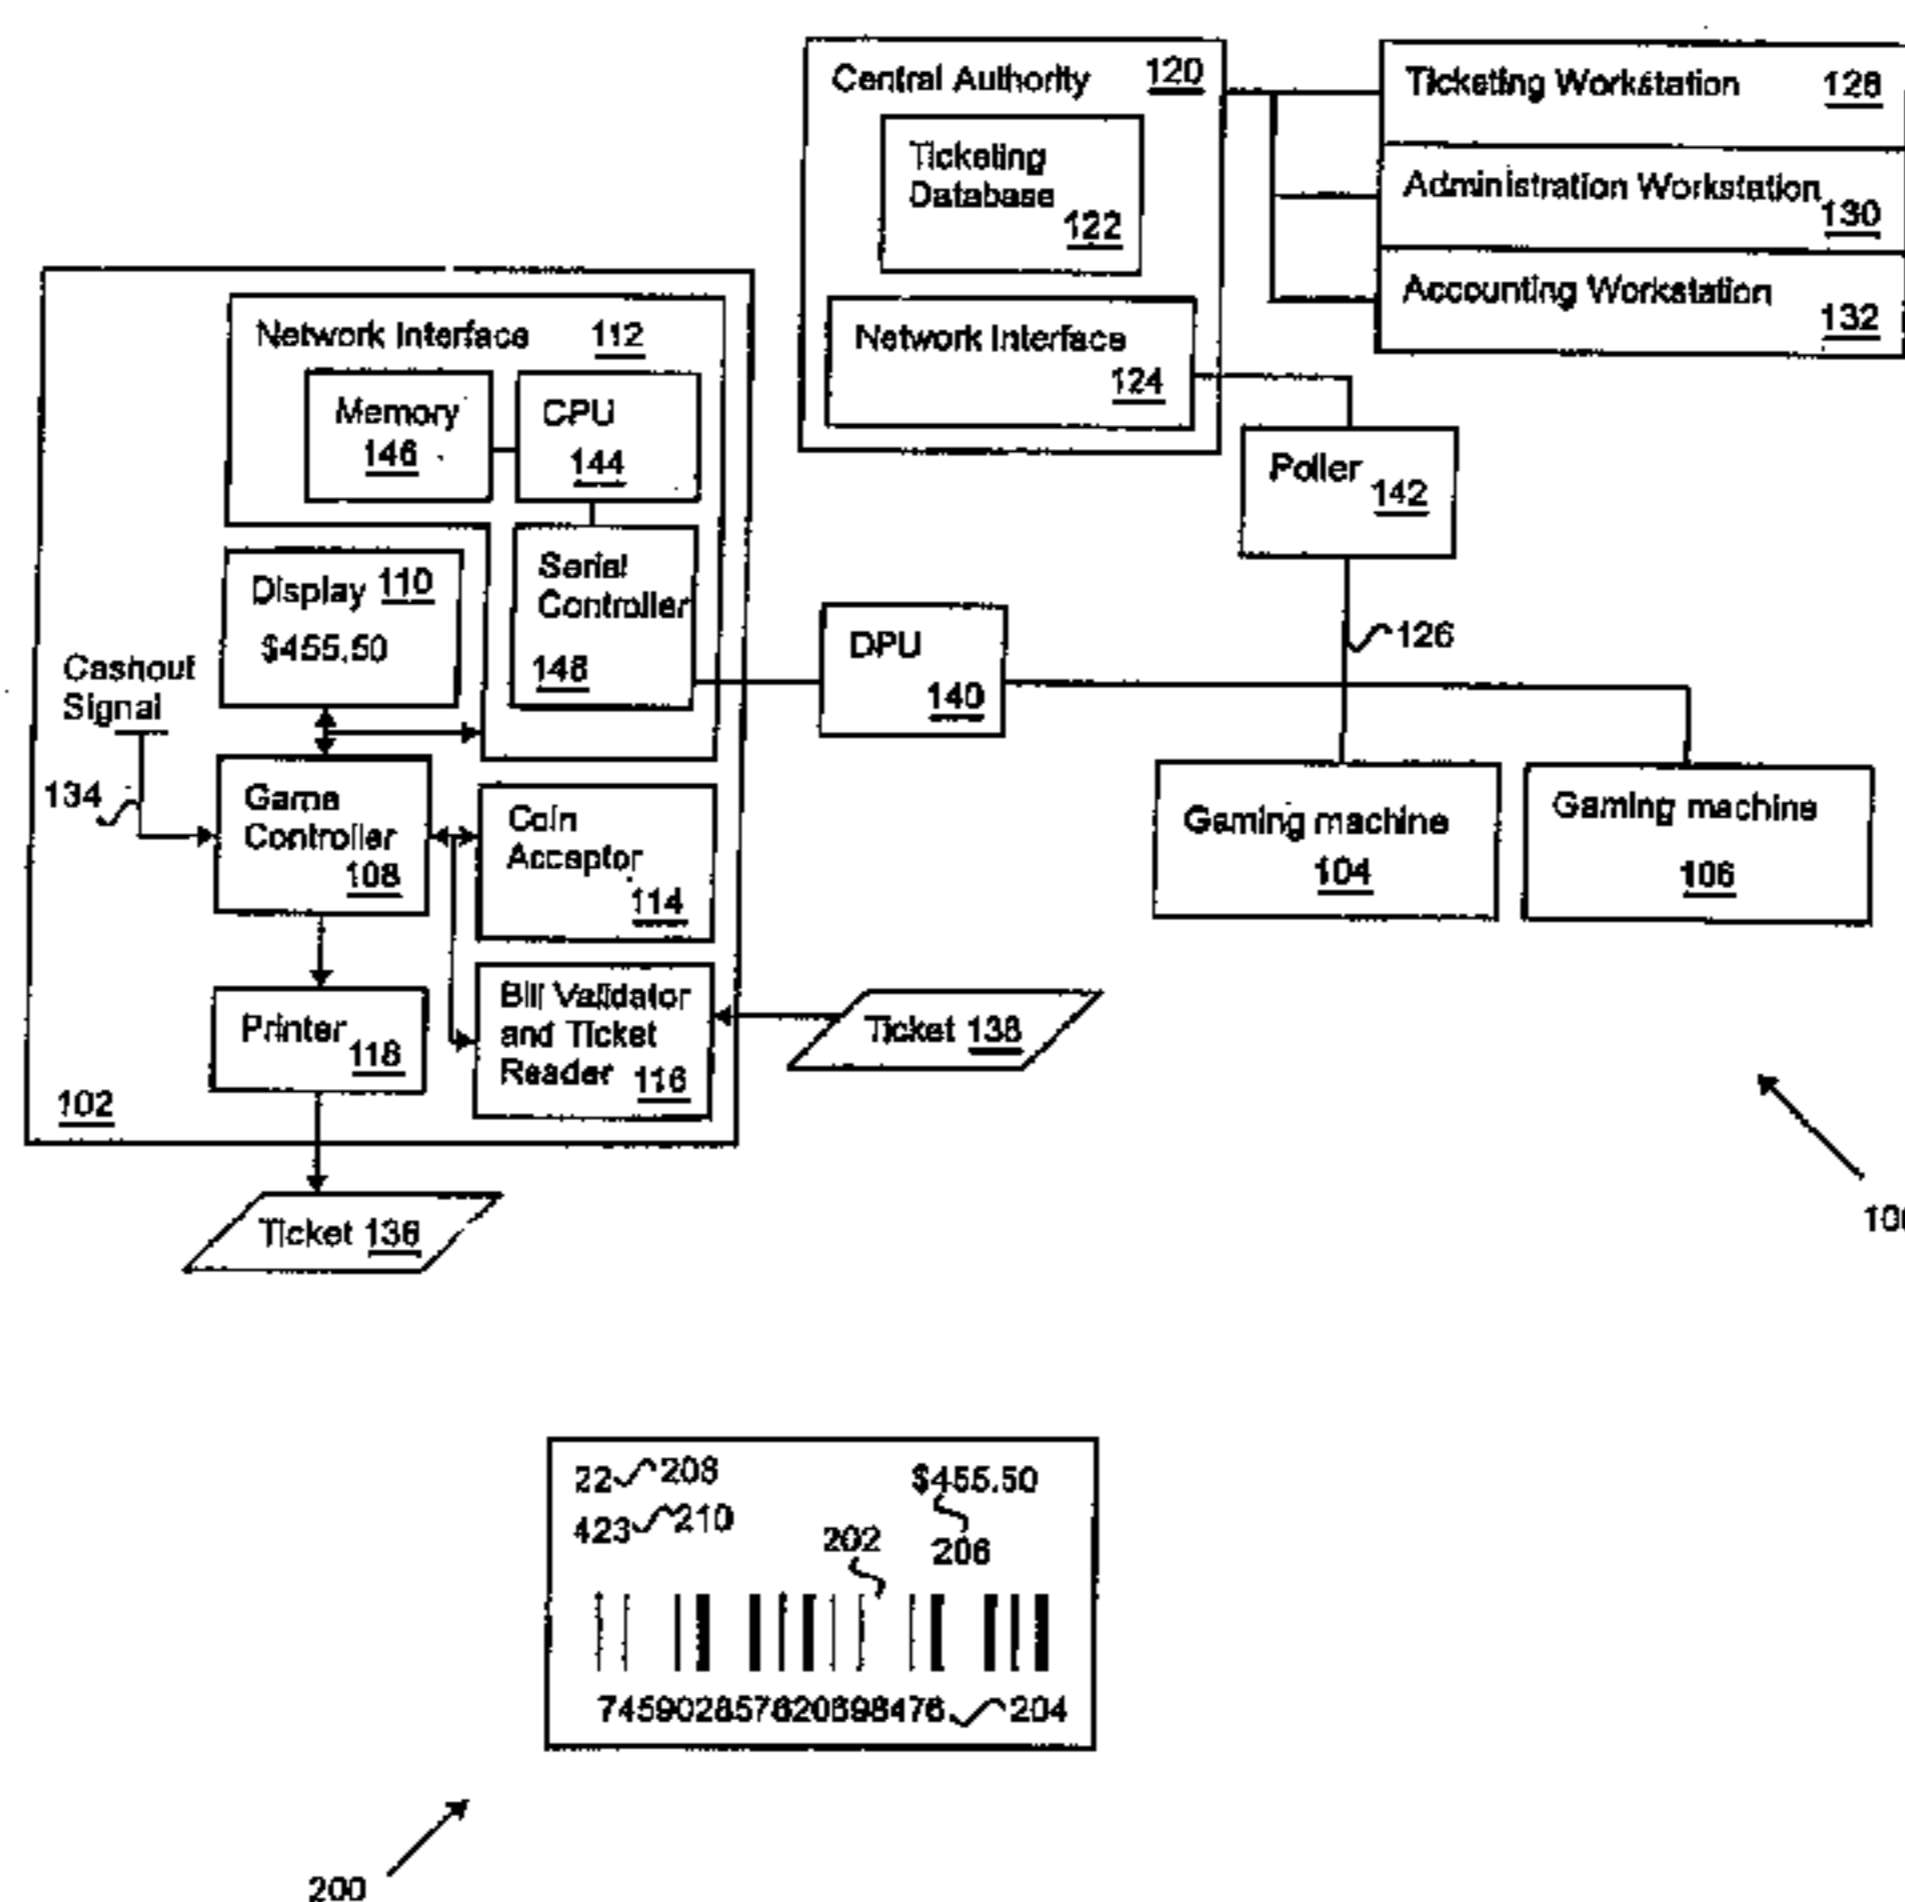 Central Authority 120
Ticketing
Database
122
Network Interface
124
Ticketing Workstation 128
Administration Workstation
130
Accounting Workstation
132
Network Interface 112
Memory
146
CPU
144
Serial
Controller
148
Display 110
$455.50
Cashout
Signal
134
Game
Controller
108
Coin
Acceptor
114
Printer
118
Bill Validator
and Ticket
Reader 116
102
Ticket 136
Ticket 138
DPU
140
Poller
142
126
Gaming machine
104
Gaming machine
106
22 208
423 210
$455.50
206
202
745902857620698476 204
200